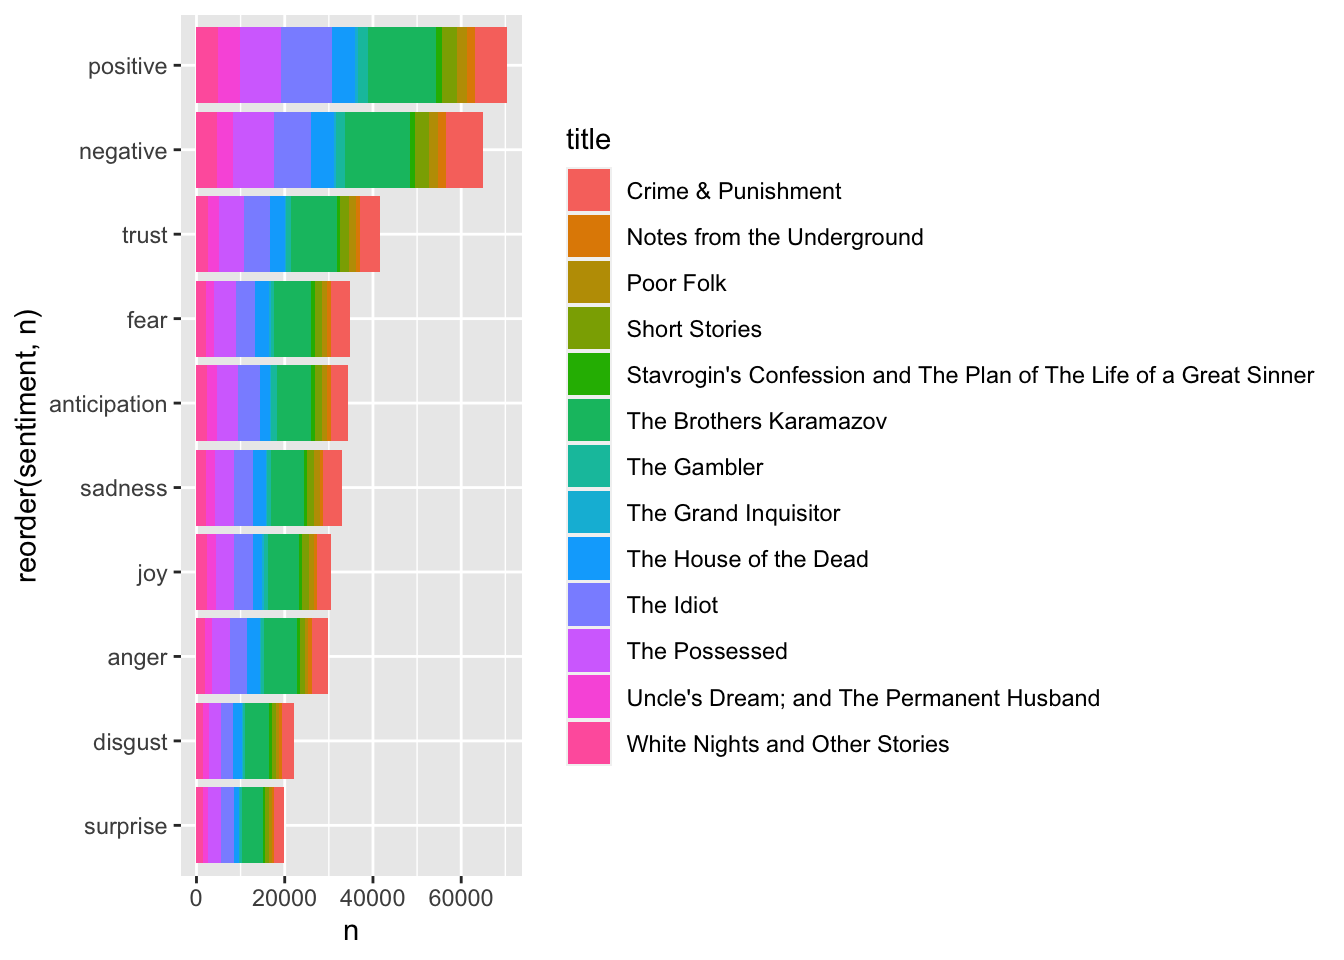 positive
negative
trust
fear
anticipation
sadness
joy
anger
disgust
surprise
reorder(sentiment, n)
0 20000 40000 60000
n
title
Crime & Punishment
Notes from the Underground
Poor Folk
Short Stories
Stavrogin's Confession and The Plan of The Life of a Great Sinner
The Brothers Karamazov
The Gambler
The Grand Inquisitor
The House of the Dead
The Idiot
The Possessed
Uncle's Dream; and The Permanent Husband
White Nights and Other Stories